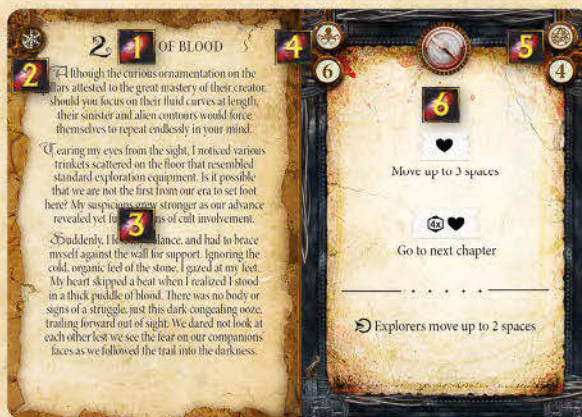 2 1 OF BLOOD
2
Although the curious ornamentation on the
attested to the great mastery of their creator,
should you focus on their fluid curves at length,
their sinister and alien contours would force
themselves to repeat endlessly in your mind.
Tearing my eyes from the sight, I noticed various
trinkets scattered on the floor that resembled
standard exploration equipment. Is it possible
that we are not the first from our era to set foot
here? My suspicions grew stronger as our advance
revealed yet of cult involvement.
3
Suddenly, I balance, and had to brace
myself against the wall for support. Ignoring the
cold, organic feel of the stone, I gazed at my feet.
My heart skipped a beat when I realized I stood
in a thick puddle of blood. There was no body or
signs of a struggle, just this dark congealing ooze,
trailing forward out of sight. We dared not look at
each other lest we see the fear on our companions
faces as we followed the trail into the darkness.
4
6
5
4
6
Move up to 3 spaces
4x
Go to next chapter
Explorers move up to 2 spaces